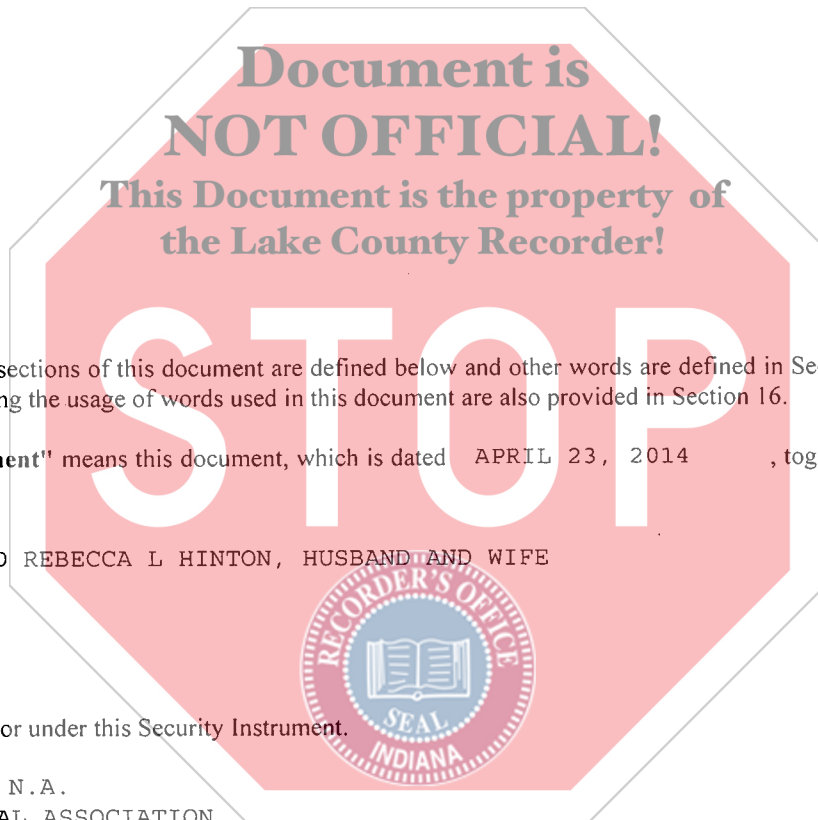 Document is
NOT OFFICIAL!
This Document is the property of
the Lake County Recorder!
STOP
sections of this document are defined below and other words are defined in Se
ng the usage of words used in this document are also provided in Section 16.
ent" means this document, which is dated APRIL 23, 2014 , tog
D REBECCA L HINTON, HUSBAND AND WIFE
RECORDER'S OFFICE
SEAL
INDIANA
or under this Security Instrument.
N.A.
AL ASSOCIATION